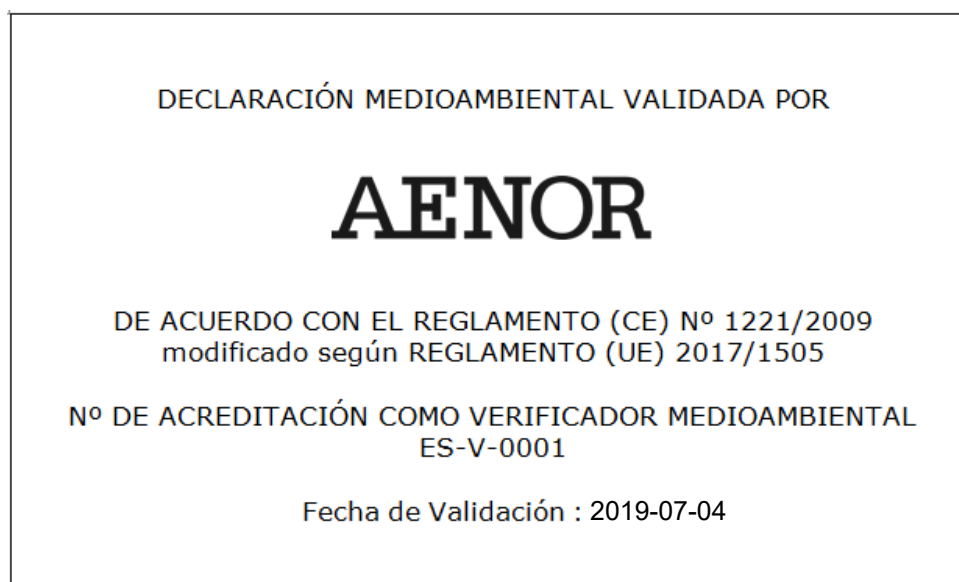 DECLARACIÓN MEDIOAMBIENTAL VALIDADA POR
AENOR
DE ACUERDO CON EL REGLAMENTO (CE) Nº 1221/2009
modificado según REGLAMENTO (UE) 2017/1505
Nº DE ACREDITACIÓN COMO VERIFICADOR MEDIOAMBIENTAL
ES-V-0001
Fecha de Validación : 2019-07-04